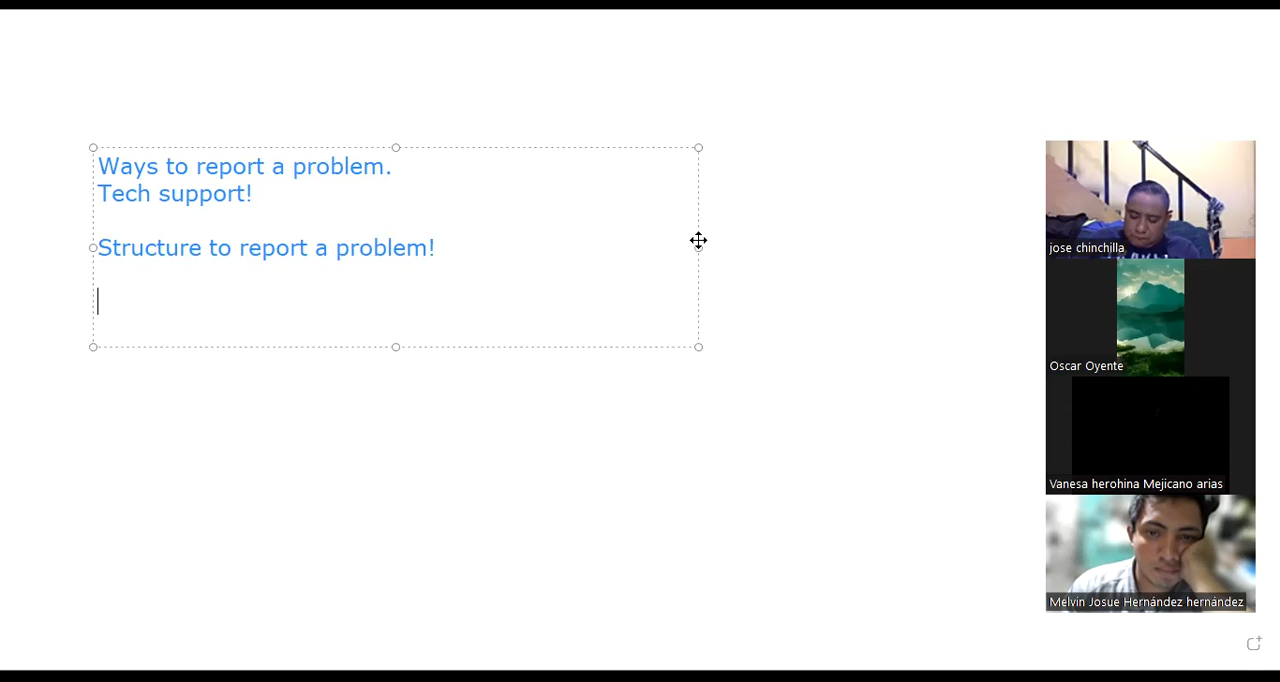 Ways to report a problem.
Tech support!
Structure to report a problem!
jose chinchilla
Oscar Oyente
Vanesa herohina Mejicano arias
Melvin Josue Hernández hernández